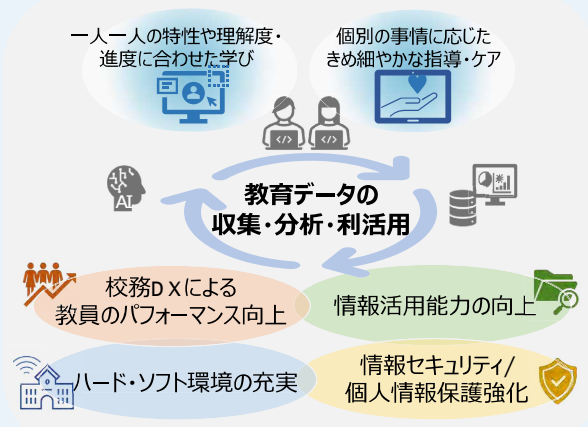 一人一人の特性や理解度・
進度に合わせた学び
個別の事情に応じた
きめ細やかな指導・ケア
AI
教育データの
収集・分析・利活用
校務DXによる
教員のパフォーマンス向上
情報活用能力の向上
ハード・ソフト環境の充実
情報セキュリティ/
個人情報保護強化